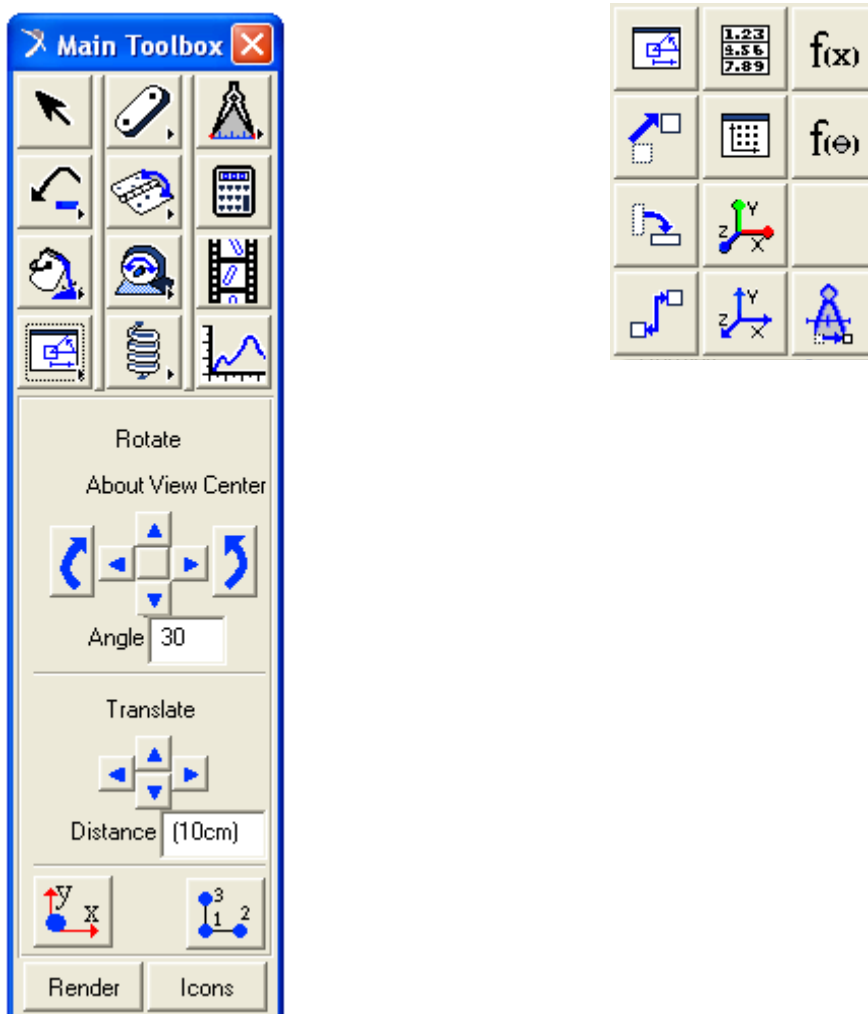 Main Toolbox
Rotate
About View Center
Angle 30
Translate
Distance (10cm)
y x
3
1 2
Render Icons
1.23
4.56
7.89
f(x)
f(θ)
Y
Z X
Y
Z X